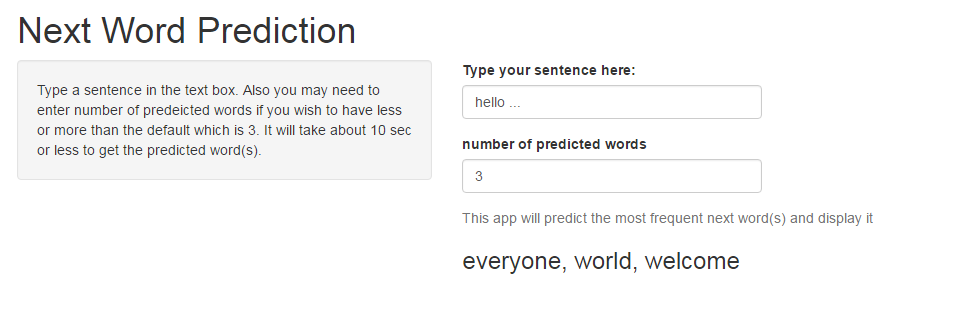 Next Word Prediction
Type a sentence in the text box. Also you may need to
enter number of predeicted words if you wish to have less
or more than the default which is 3. It will take about 10 sec
or less to get the predicted word(s).
Type your sentence here:
hello ...
number of predicted words
3
This app will predict the most frequent next word(s) and display it
everyone, world, welcome